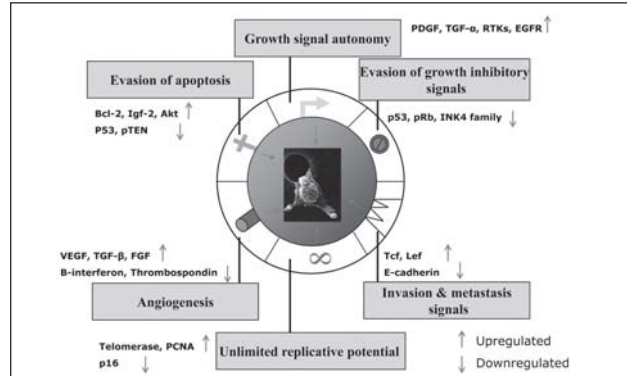 Growth signal autonomy
PDGF, TGF-α, RTKs, EGFR ↑
Evasion of apoptosis
Bcl-2, Igf-2, Akt ↑
P53, pTEN ↓
Evasion of growth inhibitory
signals
p53, pRb, INK4 family ↓
VEGF, TGF-β, FGF ↑
B-interferon, Thrombospondin ↓
Angiogenesis
Tcf, Lef ↑
E-cadherin ↓
Invasion & metastasis
signals
Telomerase, PCNA ↑
p16 ↓
Unlimited replicative potential
∞
↑ Upregulated
↓ Downregulated